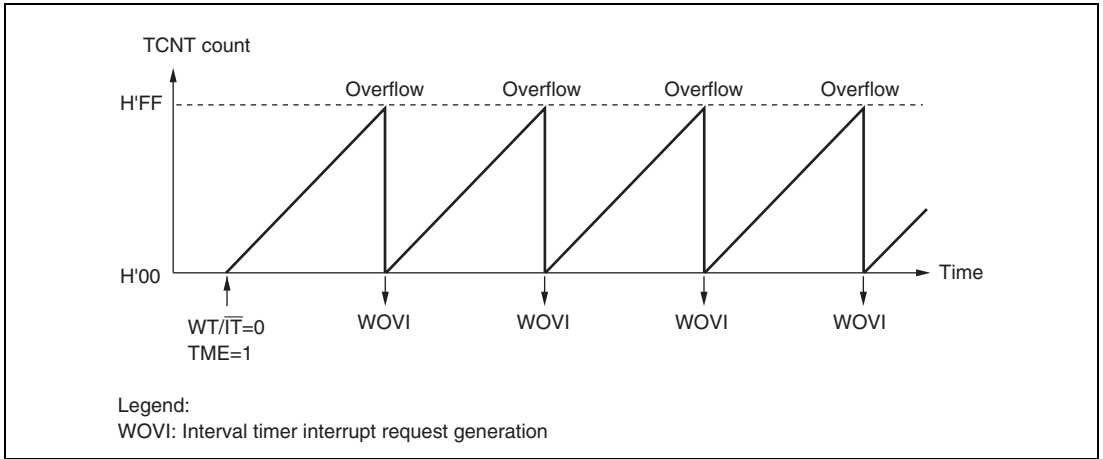 TCNT count
H'FF
Overflow Overflow Overflow Overflow
H'00
Time
WT/I̅T̅=0
TME=1
WOVI WOVI WOVI WOVI
Legend:
WOVI: Interval timer interrupt request generation